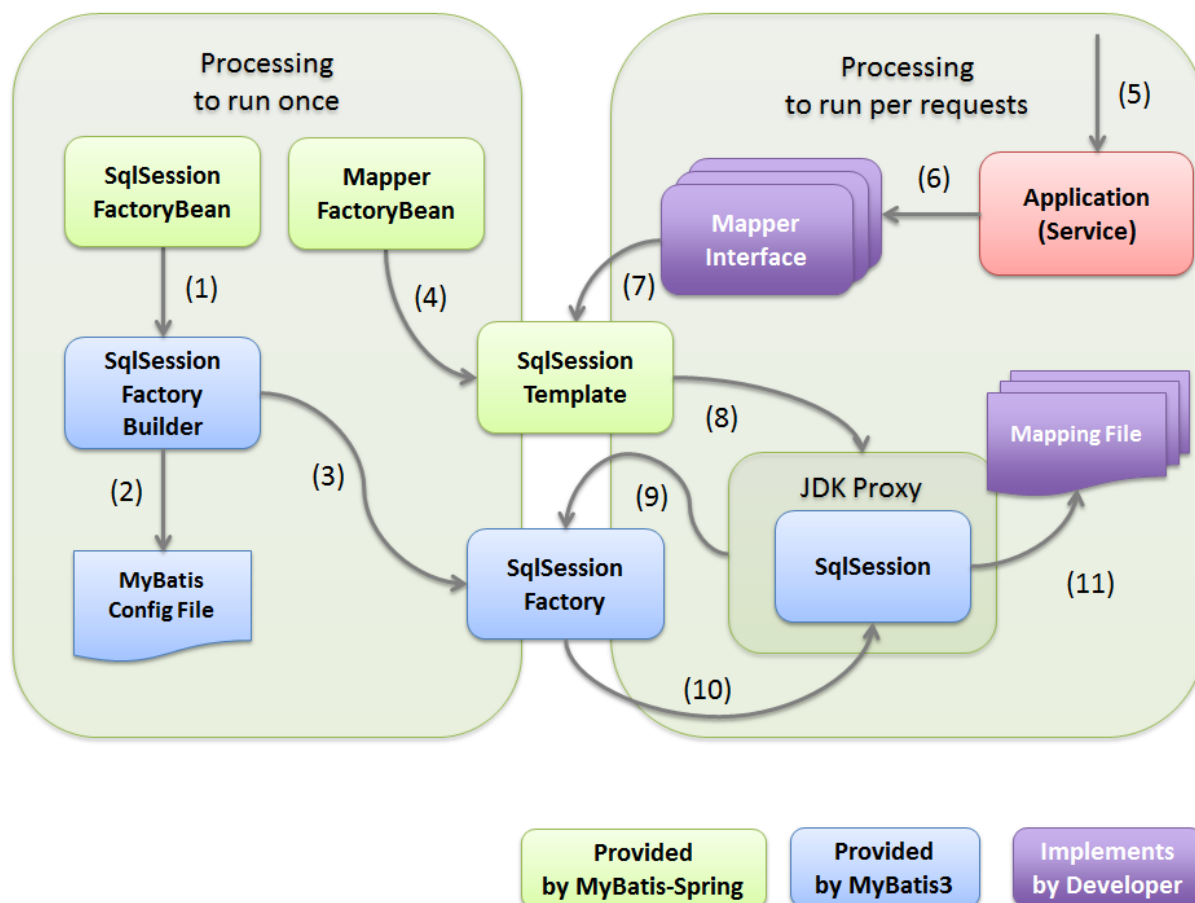 Processing
to run once
Processing
to run per requests
(5)
SqlSession
FactoryBean
Mapper
FactoryBean
(6)
Application
(Service)
Mapper
Interface
(1)
(4)
(7)
SqlSession
Factory
Builder
SqlSession
Template
(8)
Mapping File
(2)
(3)
(9)
JDK Proxy
MyBatis
Config File
SqlSession
Factory
SqlSession
(11)
(10)
Provided
by MyBatis-Spring
Provided
by MyBatis3
Implements
by Developer